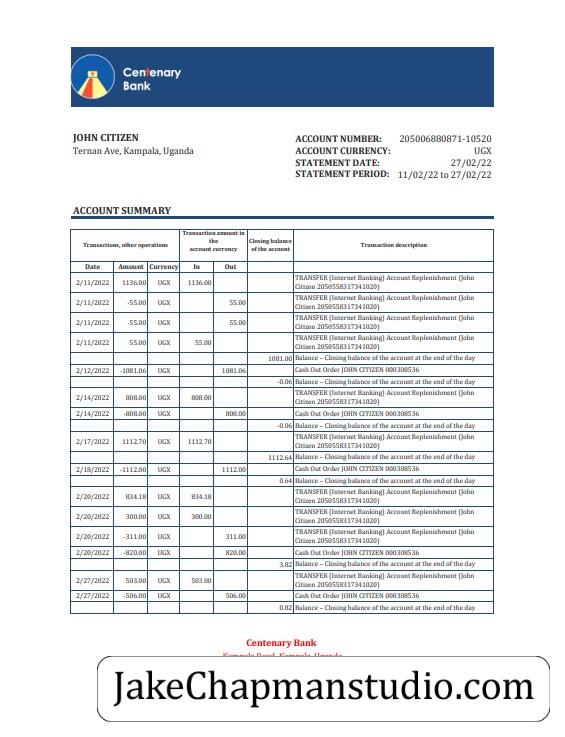 Centenary
Bank
JOHN CITIZEN
Ternan Ave, Kampala, Uganda
ACCOUNT NUMBER: 205006880871-10520
ACCOUNT CURRENCY: UGX
STATEMENT DATE: 27/02/22
STATEMENT PERIOD: 11/02/22 to 27/02/22
ACCOUNT SUMMARY
Transactions, other operations
Transaction amount in
the
account currency
Closing balance
of the account
Transaction description
Date Amount Currency In Out
2/11/2022 1136.00 UGX 1136.00 TRANSFER (Internet Banking) Account Replenishment (John
Citizen 2050558317341020)
2/11/2022 -55.00 UGX 55.00 TRANSFER (Internet Banking) Account Replenishment (John
Citizen 2050558317341020)
2/11/2022 -55.00 UGX 55.00 TRANSFER (Internet Banking) Account Replenishment (John
Citizen 2050558317341020)
2/11/2022 55.00 UGX 55.00 TRANSFER (Internet Banking) Account Replenishment (John
Citizen 2050558317341020)
1081.00 Balance – Closing balance of the account at the end of the day
2/12/2022 -1081.06 UGX 1081.06 Cash Out Order JOHN CITIZEN 000308536
-0.06 Balance – Closing balance of the account at the end of the day
2/14/2022 808.00 UGX 808.00 TRANSFER (Internet Banking) Account Replenishment (John
Citizen 2050558317341020)
2/14/2022 -808.00 UGX 808.00 Cash Out Order JOHN CITIZEN 000308536
-0.06 Balance – Closing balance of the account at the end of the day
2/17/2022 1112.70 UGX 1112.70 TRANSFER (Internet Banking) Account Replenishment (John
Citizen 2050558317341020)
1112.64 Balance – Closing balance of the account at the end of the day
2/18/2022 -1112.00 UGX 1112.00 Cash Out Order JOHN CITIZEN 000308536
0.64 Balance – Closing balance of the account at the end of the day
2/20/2022 834.18 UGX 834.18 TRANSFER (Internet Banking) Account Replenishment (John
Citizen 2050558317341020)
2/20/2022 300.00 UGX 300.00 TRANSFER (Internet Banking) Account Replenishment (John
Citizen 2050558317341020)
2/20/2022 -311.00 UGX 311.00 TRANSFER (Internet Banking) Account Replenishment (John
Citizen 2050558317341020)
2/20/2022 -820.00 UGX 820.00 Cash Out Order JOHN CITIZEN 000308536
3.82 Balance – Closing balance of the account at the end of the day
2/27/2022 503.00 UGX 503.00 TRANSFER (Internet Banking) Account Replenishment (John
Citizen 2050558317341020)
2/27/2022 -506.00 UGX 506.00 Cash Out Order JOHN CITIZEN 000308536
0.82 Balance – Closing balance of the account at the end of the day
Centenary Bank
JakeChapmanstudio.com